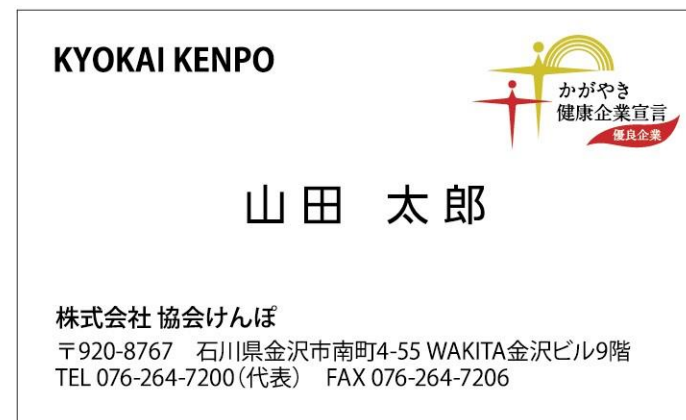 KYOKAI KENPO
かがやき
健康企業宣言
優良企業
山田 太郎
株式会社 協会けんぽ
〒920-8767 石川県金沢市南町4-55 WAKITA金沢ビル9階
TEL 076-264-7200(代表) FAX 076-264-7206